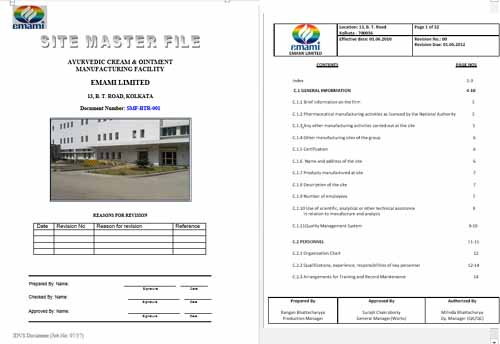 emami
SITE MASTER FILE
AYURVEDIC CREAM & OINTMENT
MANUFACTURING FACILITY
EMAMI LIMITED
13, B. T. ROAD, KOLKATA
Document Number: SMF-BTR-001
REASONS FOR REVISION
Date Revision No Reason for revision Reference
Prepared By: Name:
Signature Date
Checked By: Name:
Signature Date
Approved By: Name:
Signature Date
emami
EMAMI LIMITED
Location: 13, B. T. Road
Kolkata - 700056
Effective date: 01.06.2010
Page 1 of 32
Revision No.: 00
Revision Due: 01.06.2012
CONTENTS PAGE NOS.
Index 2-3
C.1 GENERAL INFORMATION 4-10
C.1.1 Brief information on the firm 5
C.1.2 Pharmaceutical manufacturing activities as licensed by the National Authority 5
C.1.3 Any other manufacturing activities carried out at the site 5
C.1.4 Other manufacturing sites of the group 6
C.1.5 Certification 6
C.1.6 Name and address of the site 6
C.1.7 Products manufactured at site 7
C.1.8 Description of the site 7
C.1.9 Number of employees 7
C.1.10 Use of scientific, analytical or other technical assistance 8
in relation to manufacture and analysis
C.1.11 Quality Management System 9-10
C.2 PERSONNEL 11-15
C.2.1 Organisation Chart 12
C.2.2 Qualifications, experience, responsibilities of key personnel 12-14
C.2.3 Arrangements for Training and Record Maintenance 14
Prepared By Approved By Authorized By
Rangan Bhattacharyya
Production Manager
Surajit Chakraborty
General Manager(Works)
Milinda Bhattacharya
Dy. Manager (QA/QC)